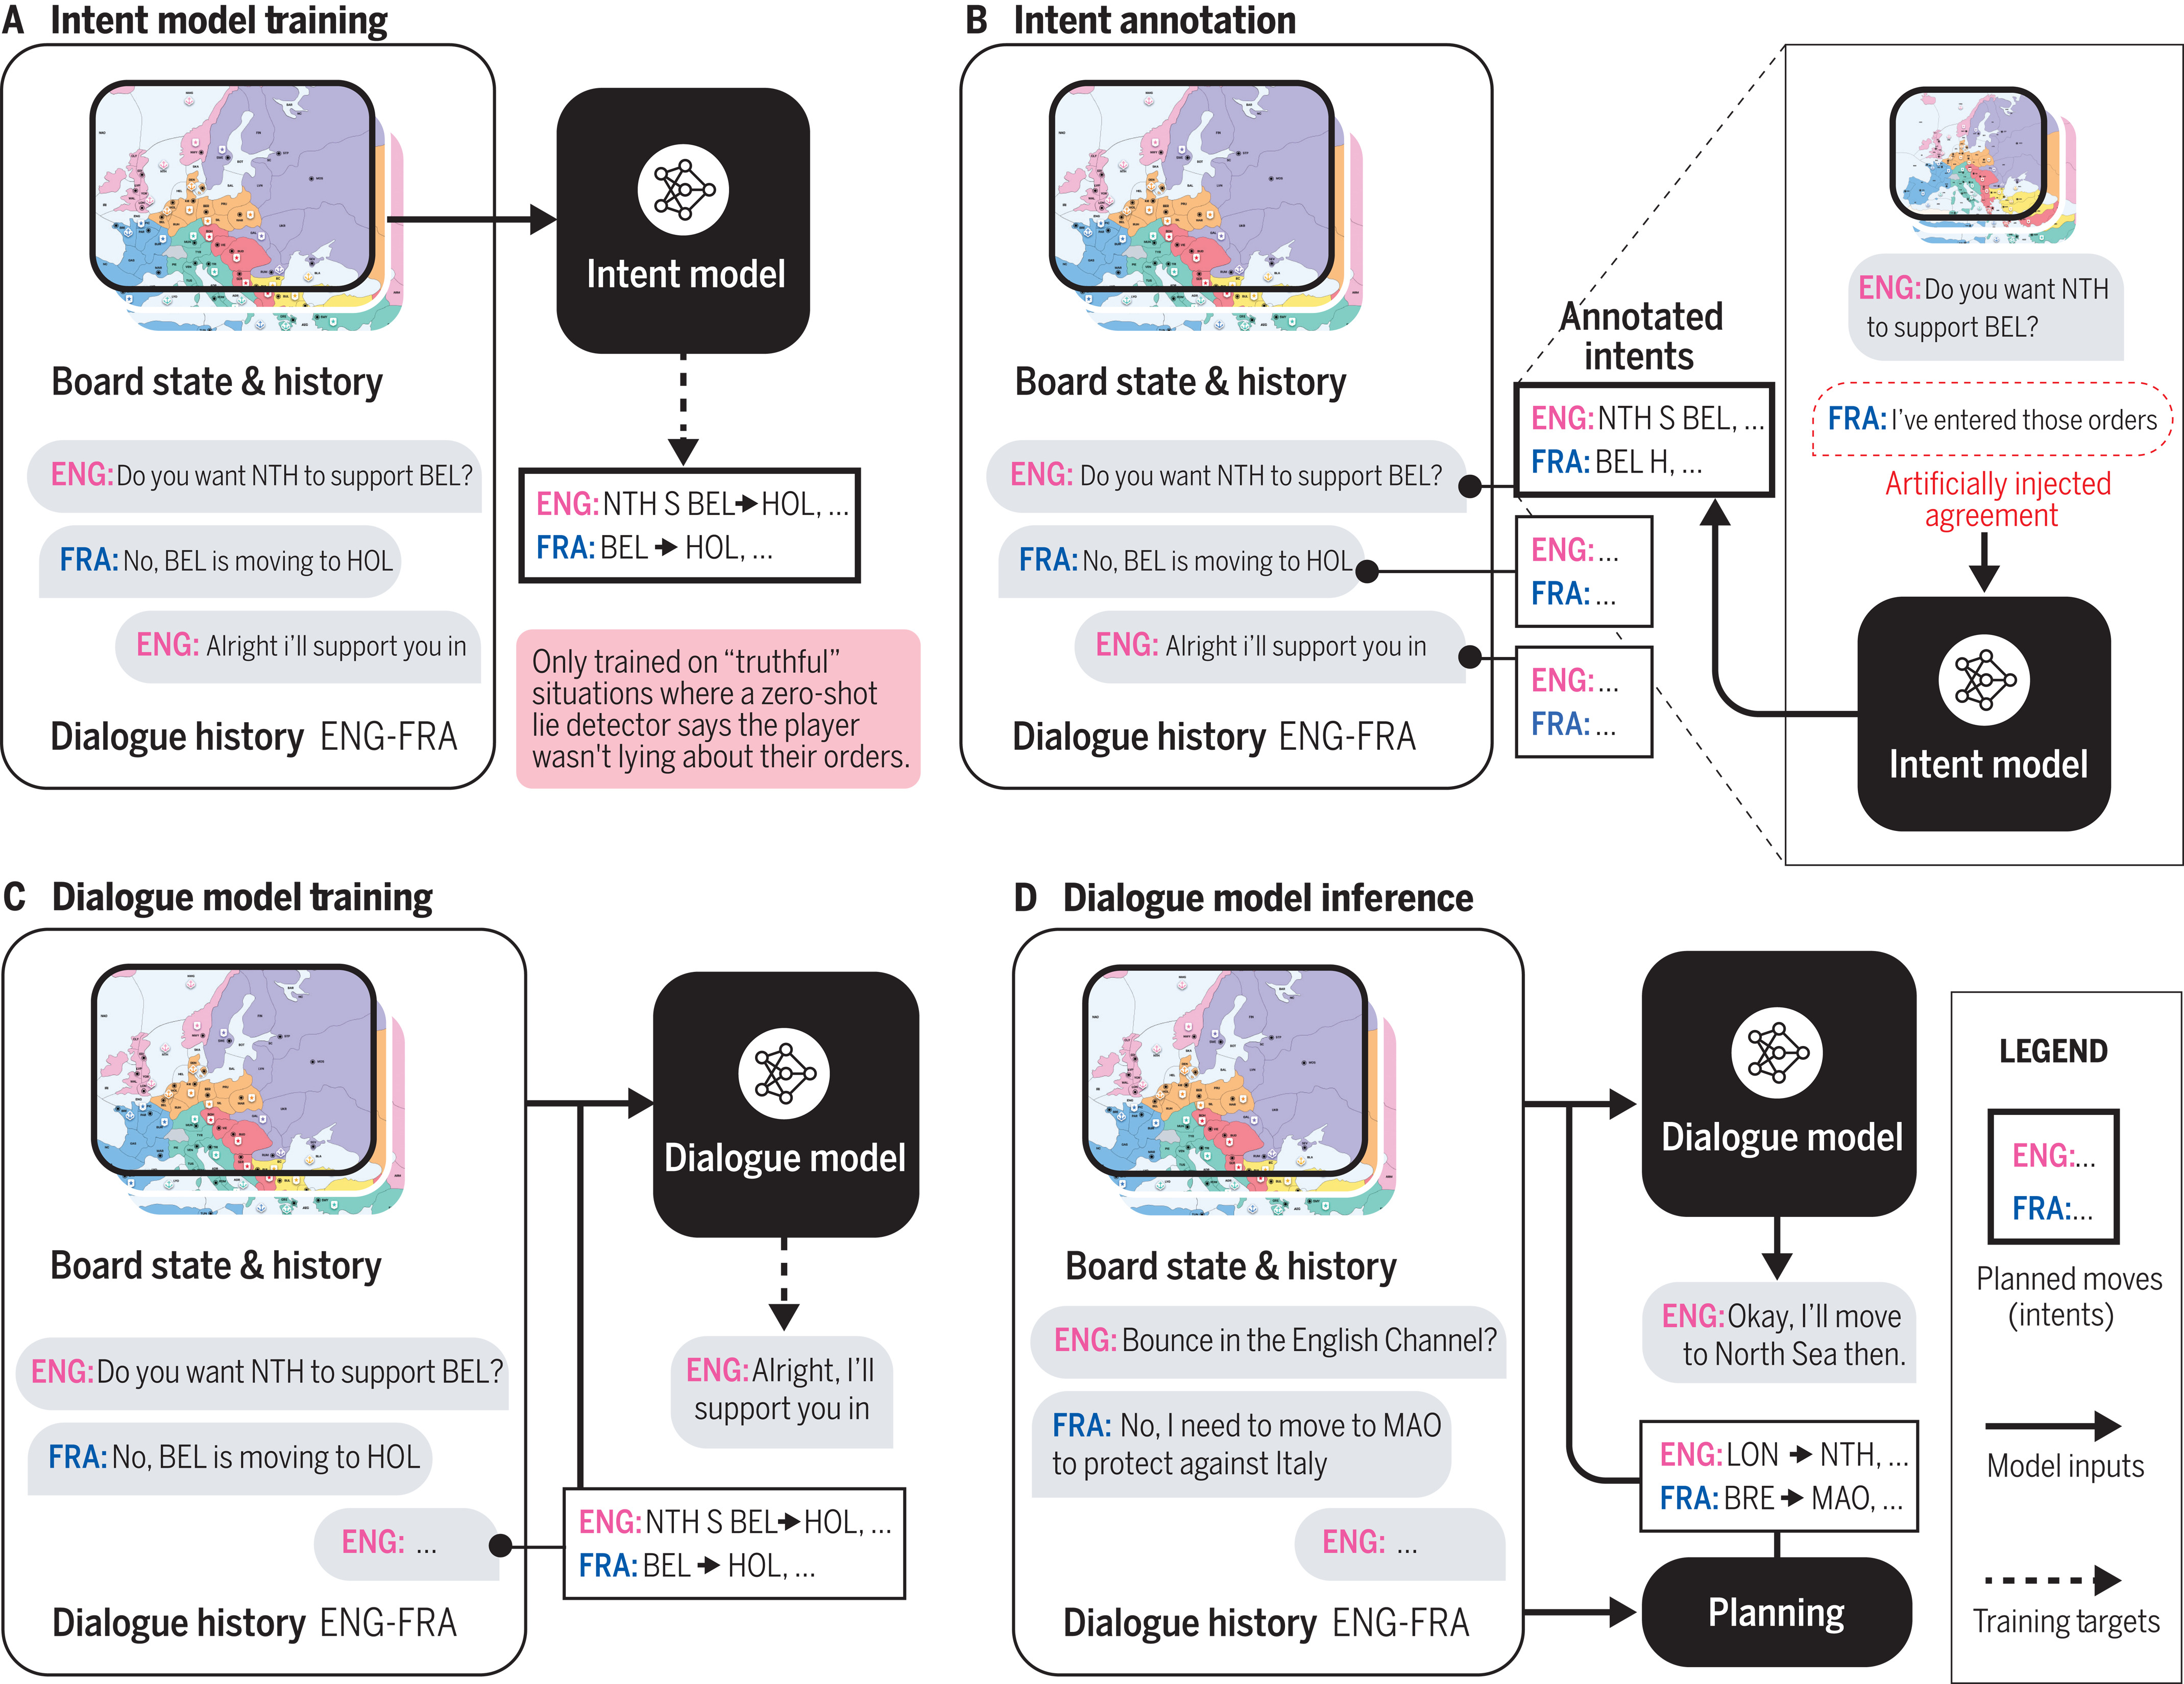 A Intent model training
Board state & history
ENG: Do you want NTH to support BEL?
FRA: No, BEL is moving to HOL
ENG: Alright i'll support you in
Dialogue history ENG-FRA
Intent model
ENG: NTH S BEL→HOL, ...
FRA: BEL → HOL, ...
Only trained on “truthful”
situations where a zero-shot
lie detector says the player
wasn't lying about their orders.
B Intent annotation
Board state & history
ENG: Do you want NTH to support BEL?
FRA: No, BEL is moving to HOL
ENG: Alright i'll support you in
Dialogue history ENG-FRA
Annotated
intents
ENG: NTH S BEL, ...
FRA: BEL H, ...
ENG: ...
FRA: ...
ENG: ...
FRA: ...
ENG: Do you want NTH
to support BEL?
FRA: I've entered those orders
Artificially injected
agreement
Intent model
C Dialogue model training
Board state & history
ENG: Do you want NTH to support BEL?
FRA: No, BEL is moving to HOL
ENG: ...
Dialogue history ENG-FRA
Dialogue model
ENG: Alright, I'll
support you in
ENG: NTH S BEL→HOL, ...
FRA: BEL → HOL, ...
D Dialogue model inference
Board state & history
ENG: Bounce in the English Channel?
FRA: No, I need to move to MAO
to protect against Italy
ENG: ...
Dialogue history ENG-FRA
Dialogue model
ENG: Okay, I'll move
to North Sea then.
ENG: LON → NTH, ...
FRA: BRE → MAO, ...
Planning
LEGEND
ENG:...
FRA:...
Planned moves
(intents)
Model inputs
Training targets